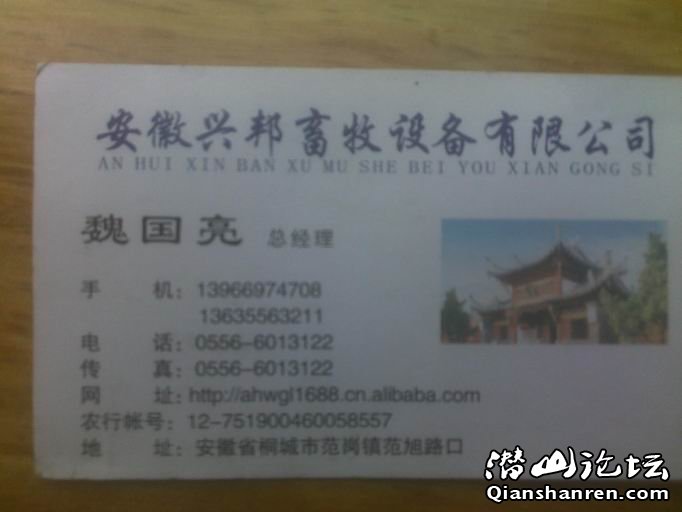 安徽兴邦畜牧设备有限公司
AN HUI XIN BAN XU MU SHE BEI YOU XIAN GONG SI
魏国亮 总经理
手 机：13966974708
13635563211
电 话：0556-6013122
传 真：0556-6013122
网 址：http://ahwgl1688.cn.alibaba.com
农行帐号：12-751900460058557
地 址：安徽省桐城市范岗镇范旭路口
潜山论坛
Qianshanren.com